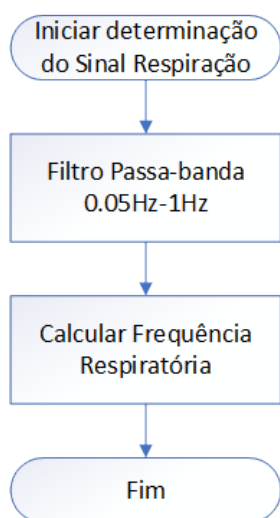 Iniciar determinação
do Sinal Respiração
Filtro Passa-banda
0.05Hz-1Hz
Calcular Frequência
Respiratória
Fim